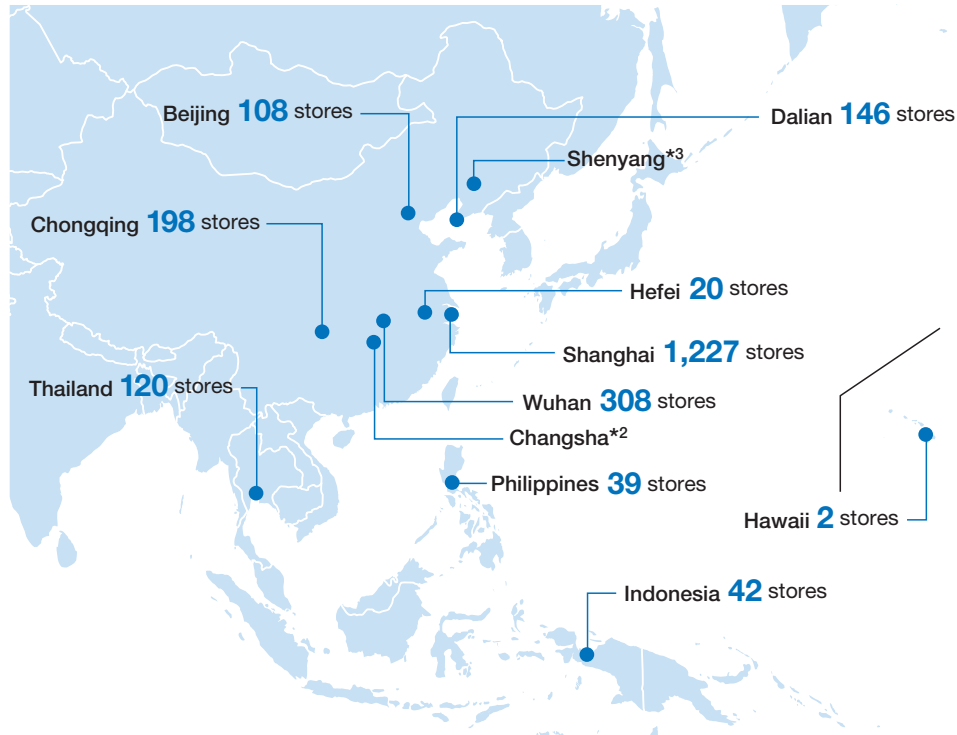 Beijing 108 stores
Dalian 146 stores
Shenyang*3
Chongqing 198 stores
Hefei 20 stores
Shanghai 1,227 stores
Thailand 120 stores
Wuhan 308 stores
Changsha*2
Philippines 39 stores
Hawaii 2 stores
Indonesia 42 stores